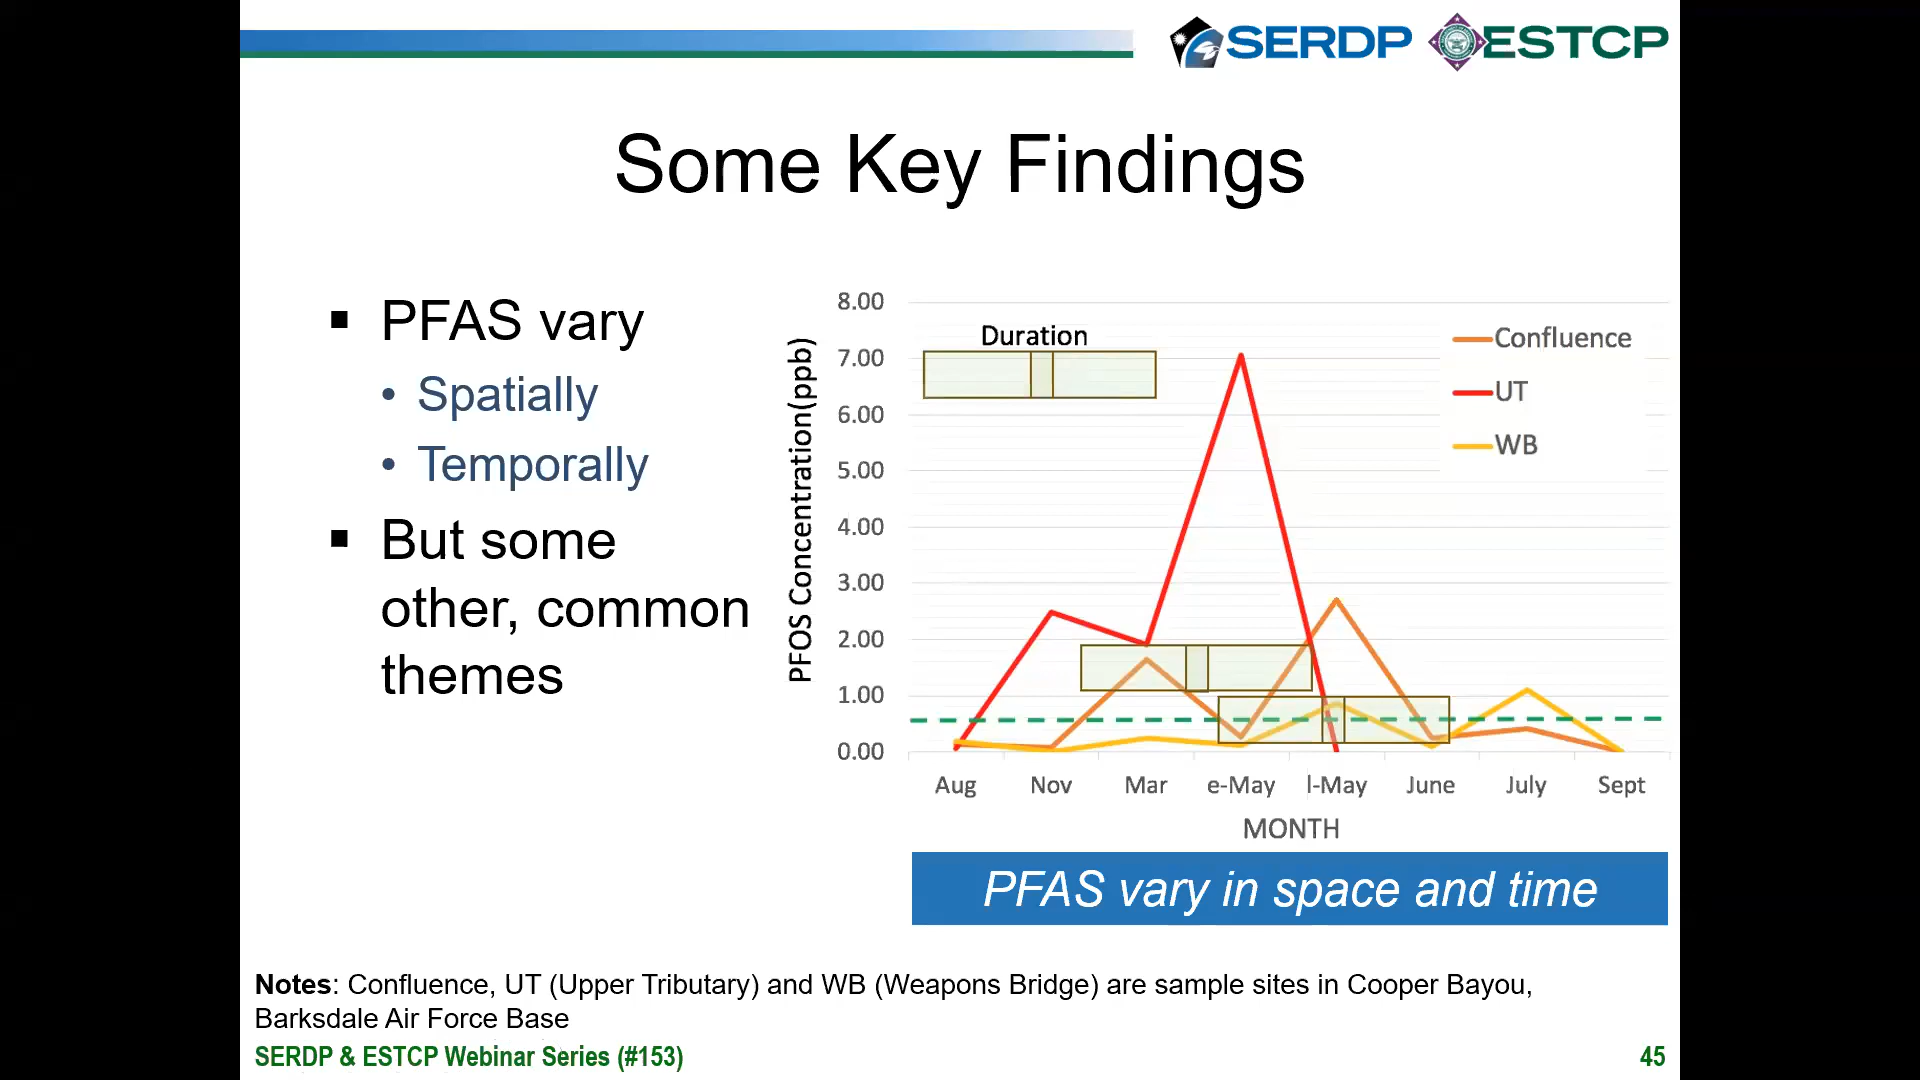 SERDP ESTCP
Some Key Findings
▪ PFAS vary
• Spatially
• Temporally
▪ But some
other, common
themes
PFOS Concentration(ppb)
8.00
7.00
6.00
5.00
4.00
3.00
2.00
1.00
0.00
Duration
Confluence
UT
WB
Aug Nov Mar e-May l-May June July Sept
MONTH
PFAS vary in space and time
Notes: Confluence, UT (Upper Tributary) and WB (Weapons Bridge) are sample sites in Cooper Bayou,
Barksdale Air Force Base
SERDP & ESTCP Webinar Series (#153)
45